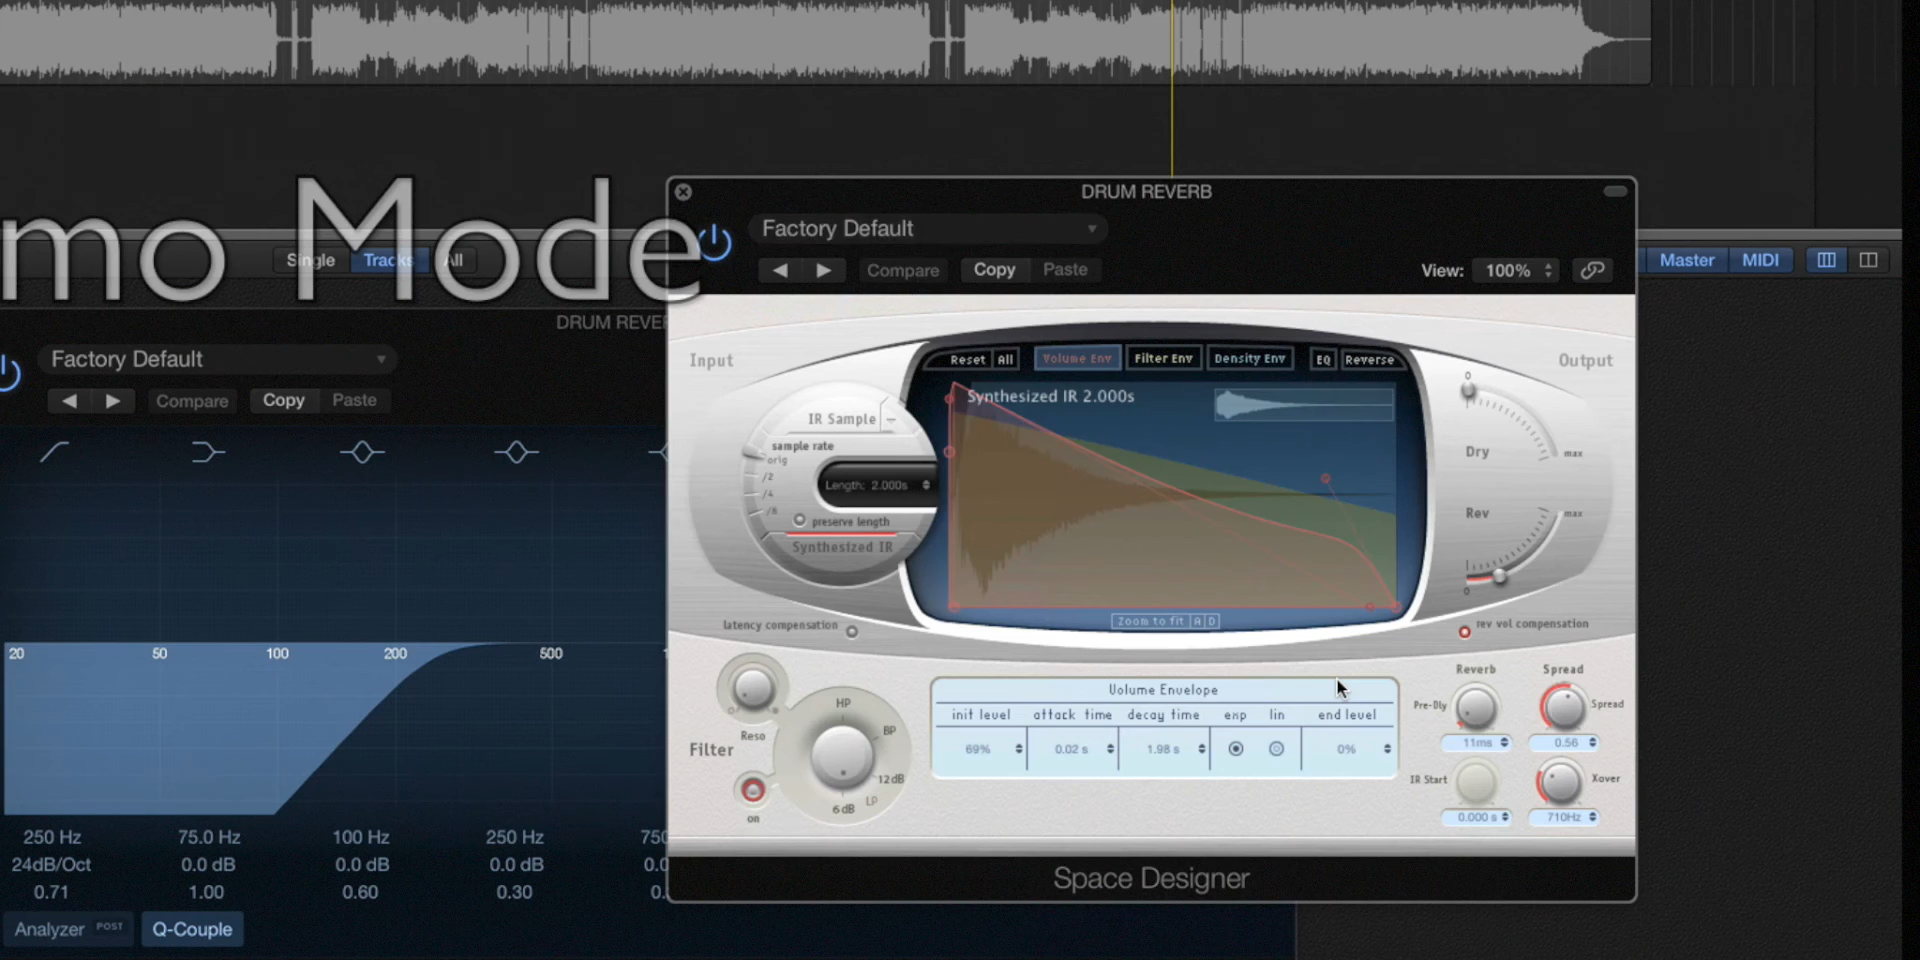 DRUM REVERB
Factory Default
Compare Copy Paste
View: 100%
mo Mode
Single Tracks All
Master MIDI
DRUM REVER
Factory Default
Compare Copy Paste
Input
Output
Reset All Volume Env Filter Env Density Env EQ Reverse
Synthesized IR 2.000s
IR Sample
sample rate
orig
/2
/4
/8
Length: 2.000s
preserve length
Synthesized IR
0
Dry
max
Rev
max
0
Zoom to fit A D
latency compensation
rev vol compensation
20 50 100 200 500
Reso
Filter
on
HP
BP
12dB
LP
6dB
Volume Envelope
init level attack time decay time exp lin end level
69% 0.02 s 1.98 s 0%
Reverb Spread
Pre-Dly Spread
11ms 0.56
IR Start Xover
0.000 s 710Hz
250 Hz 75.0 Hz 100 Hz 250 Hz 750
24dB/Oct 0.0 dB 0.0 dB 0.0 dB 0.0
0.71 1.00 0.60 0.30 0.
Analyzer POST Q-Couple
Space Designer